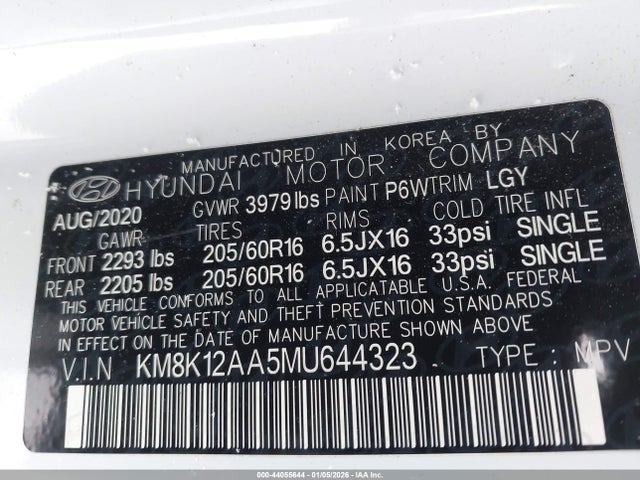 MANUFACTURED IN KOREA BY
HYUNDAI MOTOR COMPANY
AUG/2020 GVWR 3979lbs PAINT P6W TRIM LGY
GAWR TIRES RIMS COLD TIRE INFL
FRONT 2293 lbs 205/60R16 6.5JX16 33psi SINGLE
REAR 2205 lbs 205/60R16 6.5JX16 33psi SINGLE
THIS VEHICLE CONFORMS TO ALL APPLICATABLE U.S.A. FEDERAL
MOTOR VEHICLE SAFETY AND THEFT PREVENTION STANDARDS
IN EFFECT ON THE DATE OF MANUFACTURE SHOWN ABOVE.
V.I.N KM8K12AA5MU644323 TYPE: MPV
000-44055644 | 01/05/2026 - IAA Inc.